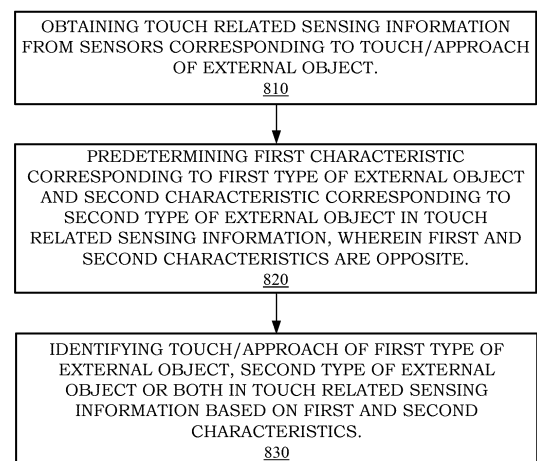 OBTAINING TOUCH RELATED SENSING INFORMATION
FROM SENSORS CORRESPONDING TO TOUCH/APPROACH
OF EXTERNAL OBJECT.
810
PREDETERMINING FIRST CHARACTERISTIC
CORRESPONDING TO FIRST TYPE OF EXTERNAL OBJECT
AND SECOND CHARACTERISTIC CORRESPONDING TO
SECOND TYPE OF EXTERNAL OBJECT IN TOUCH
RELATED SENSING INFORMATION, WHEREIN FIRST AND
SECOND CHARACTERISTICS ARE OPPOSITE.
820
IDENTIFYING TOUCH/APPROACH OF FIRST TYPE OF
EXTERNAL OBJECT, SECOND TYPE OF EXTERNAL
OBJECT OR BOTH IN TOUCH RELATED SENSING
INFORMATION BASED ON FIRST AND SECOND
CHARACTERISTICS.
830